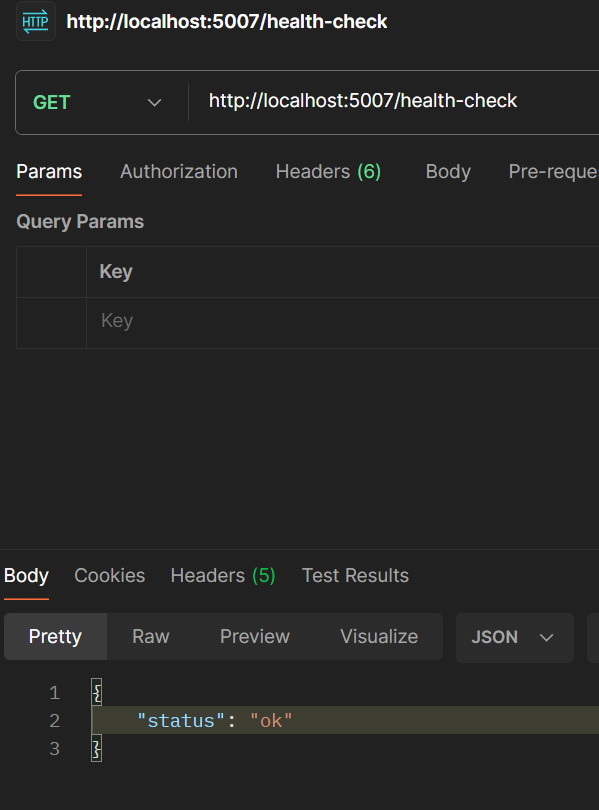 HTTP http://localhost:5007/health-check
GET http://localhost:5007/health-check
Params Authorization Headers (6) Body Pre-reque
Query Params
Key
Key
Body Cookies Headers (5) Test Results
Pretty Raw Preview Visualize JSON
1 {
2 "status": "ok"
3 }